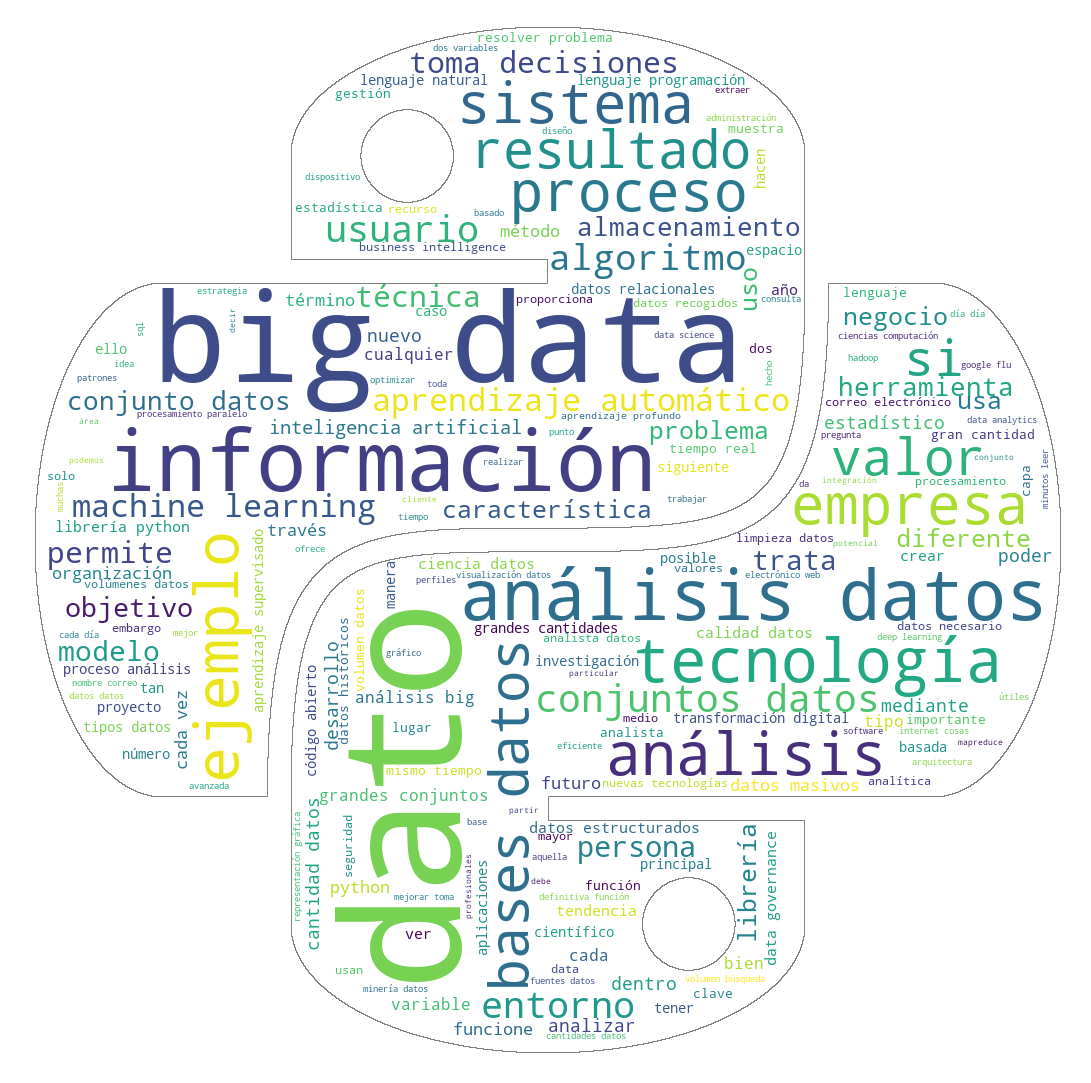 resolver problema
dos variables
toma decisiones
lenguaje natural
lenguaje programación
gestión
extraer
sistema
administración
muestra
diseño
resultado
hacen
dispositivo
proceso
estadística
recurso
basado
usuario
método
almacenamiento
business intelligence
algoritmo
espacio
uso
datos relacionales
año
consulta
estrategia
término
técnica
caso
proporciona
datos recogidos
decir
sql
big data
nuevo
cualquier
data science
dos
ello
idea
patrones
optimizar
toda
hecho
conjunto datos
aprendizaje automático
procesamiento paralelo
aprendizaje profundo
área
inteligencia artificial
punto
problema
tiempo real
información
realizar
siguiente
podemos
solo
muchas
machine learning
cliente
tiempo
trabajar
característica
librería python
través
ofrece
permite
organización
volúmenes datos
ejemplo
aprendizaje supervisado
objetivo
embargo
cada día
mejor
modelo
proceso análisis
nombre correo
tan
datos datos
proyecto
tipos datos
número
cada vez
avanzada
lenguaje
negocio
día día
ciencias computación
si
hadoop
google flu
herramienta
correo electrónico
usa
data analytics
estadístico
pregunta
gran cantidad
valor
conjunto
capa
minutos leer
integración
procesamiento
da
empresa
limpieza datos
potencial
diferente
posible
valores
trata
crear
poder
ciencia datos
manera
perfiles
visualización datos
electrónico web
análisis datos
grandes cantidades
analista datos
calidad datos
datos necesario
deep learning
volumen datos
datos históricos
desarrollo
código abierto
gráfico
dato
bases datos
investigación
particular
tecnología
análisis big
conjuntos datos
mediante
útiles
lugar
medio
transformación digital
tipo
importante
analista
software
internet cosas
basada
mapreduce
análisis
eficiente
arquitectura
mismo tiempo
futuro
nuevas tecnologías
datos masivos
analítica
grandes conjuntos
partir
base
cantidad datos
representación gráfica
seguridad
datos estructurados
mayor
persona
principal
librería
data governance
aquella
profesionales
python
mejorar toma
debe
función
definitiva función
tendencia
aplicaciones
ver
científico
cada
bien
usan
data
fuentes datos
volumen búsqueda
minería datos
dentro
clave
variable
entorno
tener
funcione
analizar
cantidades datos